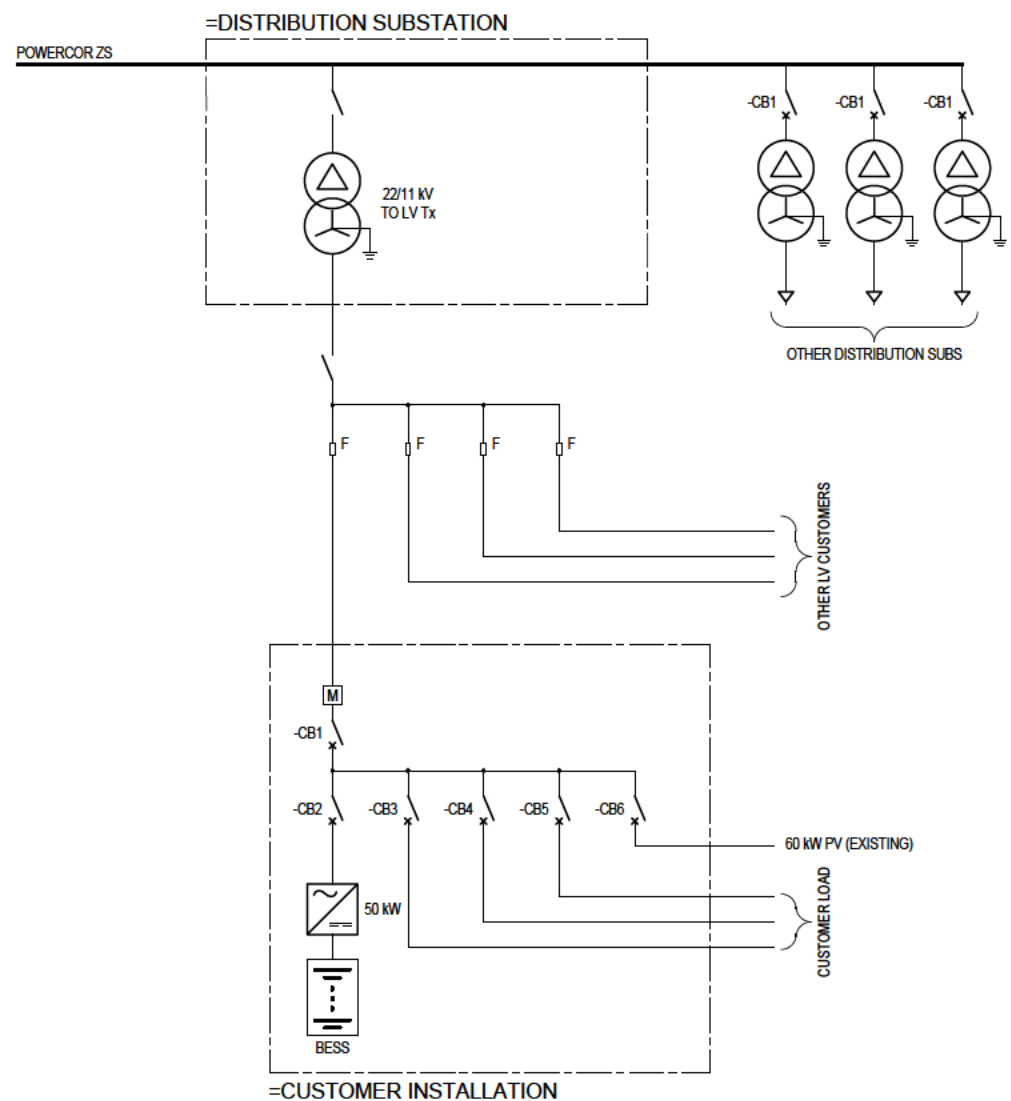 =DISTRIBUTION SUBSTATION
POWERCOR ZS
-CB1
-CB1
-CB1
22/11 kV
TO LV Tx
OTHER DISTRIBUTION SUBS
F
F
F
F
OTHER LV CUSTOMERS
M
-CB1
-CB2
-CB3
-CB4
-CB5
-CB6
60 kW PV (EXISTING)
50 kW
CUSTOMER LOAD
BESS
=CUSTOMER INSTALLATION